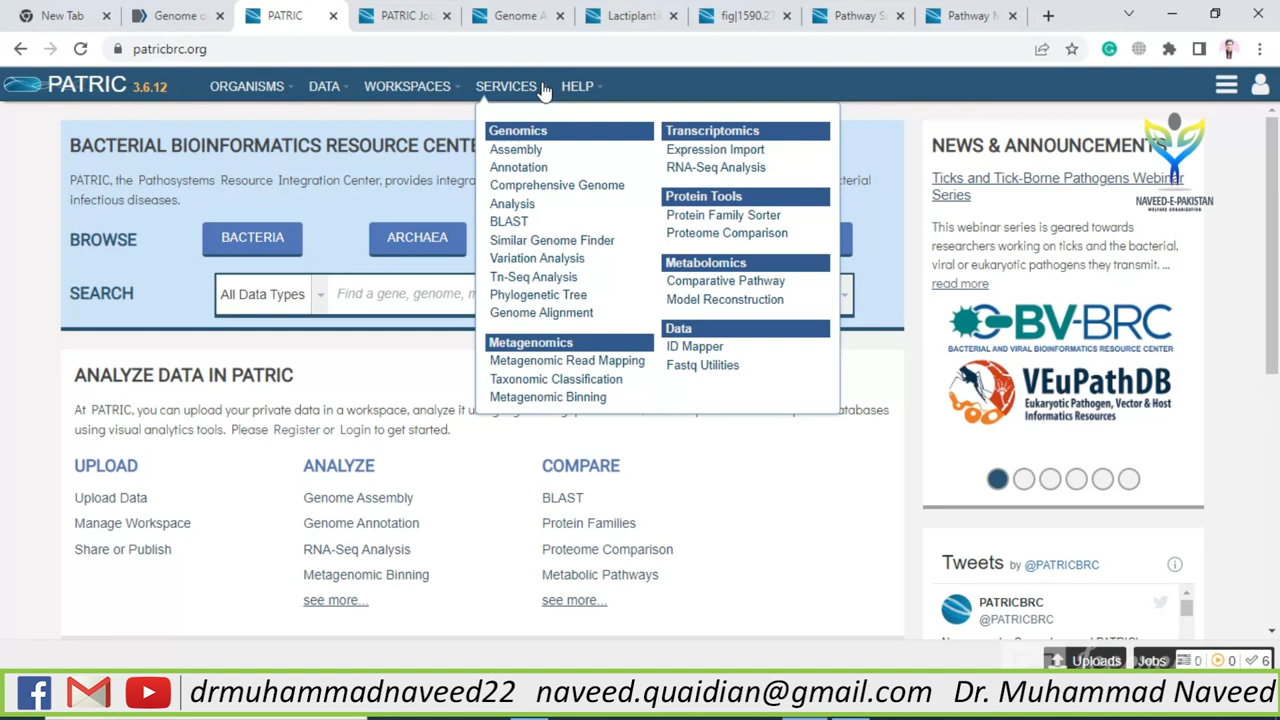 New Tab
Genome o
PATRIC
PATRIC Jo
Genome A
Lactiplanti
fig|1590.27
Pathway S
Pathway M
patricbrc.org
PATRIC 3.6.12
ORGANISMS
DATA
WORKSPACES
SERVICES
HELP
BACTERIAL BIOINFORMATICS RESOURCE CENTE
PATRIC, the Pathosystems Resource Integration Center, provides integra
infectious diseases.
BROWSE
BACTERIA
ARCHAEA
SEARCH
All Data Types
Find a gene, genome, m
Genomics
Assembly
Annotation
Comprehensive Genome
Analysis
BLAST
Similar Genome Finder
Variation Analysis
Tn-Seq Analysis
Phylogenetic Tree
Genome Alignment
Metagenomics
Metagenomic Read Mapping
Taxonomic Classification
Metagenomic Binning
Transcriptomics
Expression Import
RNA-Seq Analysis
Protein Tools
Protein Family Sorter
Proteome Comparison
Metabolomics
Comparative Pathway
Model Reconstruction
Data
ID Mapper
Fastq Utilities
cterial
ANALYZE DATA IN PATRIC
At PATRIC, you can upload your private data in a workspace, analyze it u
atabases
using visual analytics tools. Please Register or Login to get started.
UPLOAD
Upload Data
Manage Workspace
Share or Publish
ANALYZE
Genome Assembly
Genome Annotation
RNA-Seq Analysis
Metagenomic Binning
see more...
COMPARE
BLAST
Protein Families
Proteome Comparison
Metabolic Pathways
see more...
NEWS & ANNOUNCEMENTS
Ticks and Tick-Borne Pathogens Webinar
Series
This webinar series is geared towards
researchers working on ticks and the bacterial,
viral or eukaryotic pathogens they transmit. ...
read more
NAVEED-E-PAKISTAN
WELFARE ORGANIZATION
BV-BRC
BACTERIAL AND VIRAL BIOINFORMATICS RESOURCE CENTER
VEuPathDB
Eukaryotic Pathogen, Vector & Host
Informatics Resources
Tweets by @PATRICBRC
PATRICBRC
@PATRICBRC
Uploads
Jobs
0
0
6
drmuhammadnaveed22 naveed.quaidian@gmail.com Dr. Muhammad Naveed